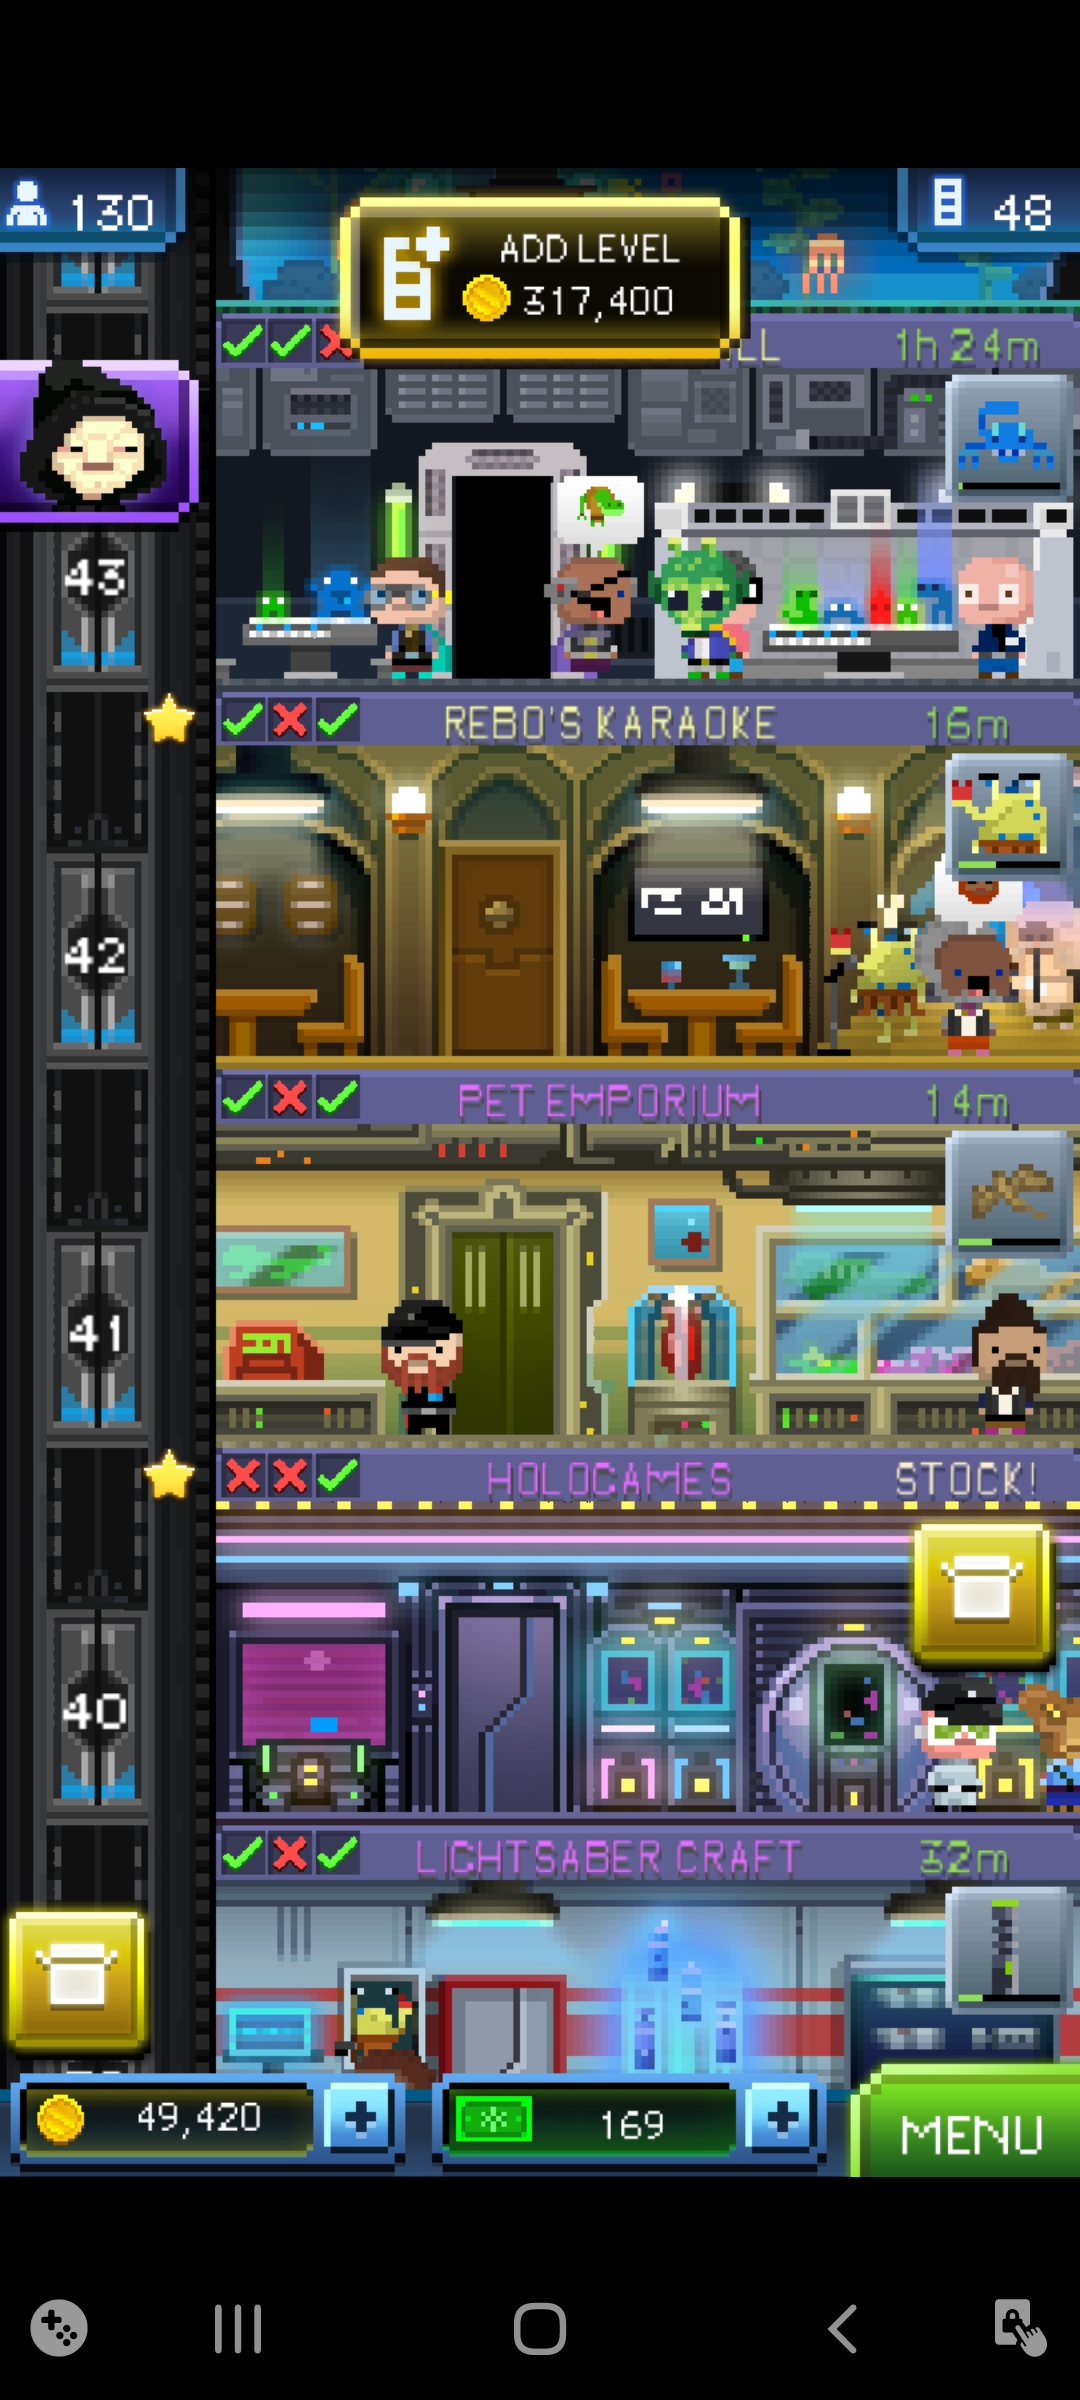 130
48
ADD LEVEL
317,400
LL 1h 24m
43
REBO'S KARAOKE 16m
42
PET EMPORIUM 14m
41
HOLOGAMES STOCK!
40
LIGHTSABER CRAFT 32m
49,420
169
MENU